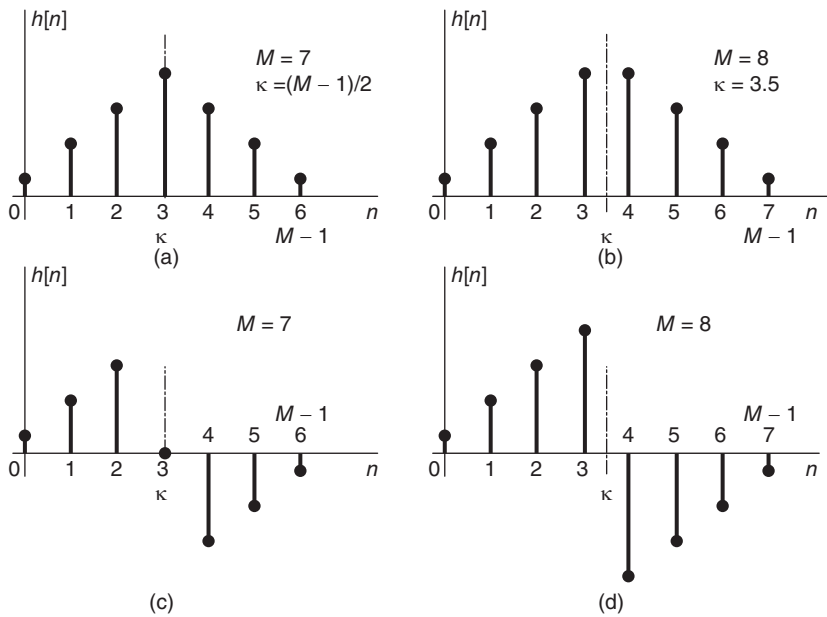 h[n]
M = 7
κ =(M – 1)/2
0 1 2 3 4 5 6 n
κ
M – 1
(a)
h[n]
M = 8
κ = 3.5
0 1 2 3 4 5 6 7 n
κ
M – 1
(b)
h[n]
M = 7
M – 1
4 5 6
0 1 2 3 n
κ
(c)
h[n]
M = 8
M – 1
4 5 6 7
0 1 2 3 n
κ
(d)